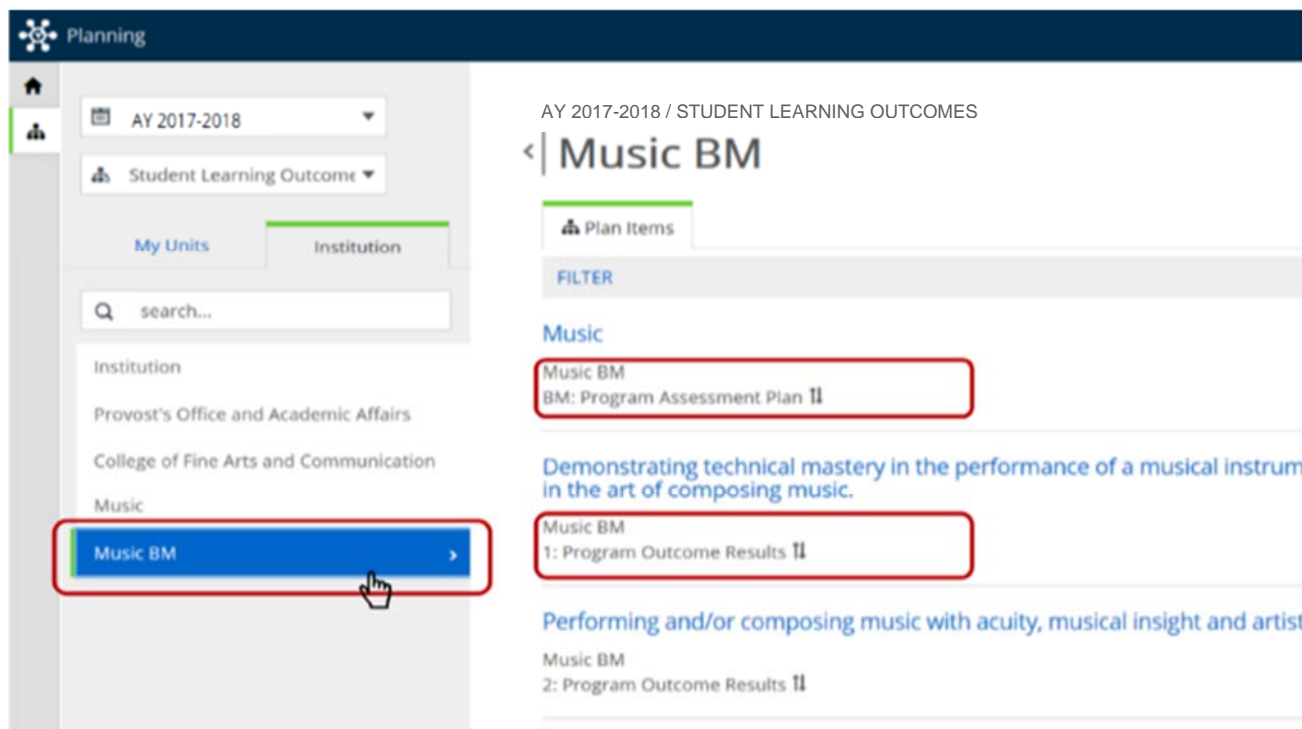 Planning
AY 2017-2018
Student Learning Outcome
My Units
Institution
search...
Institution
Provost's Office and Academic Affairs
College of Fine Arts and Communication
Music
Music BM
AY 2017-2018 / STUDENT LEARNING OUTCOMES
Music BM
Plan Items
FILTER
Music
Music BM
BM: Program Assessment Plan
Demonstrating technical mastery in the performance of a musical instrum
in the art of composing music.
Music BM
1: Program Outcome Results
Performing and/or composing music with acuity, musical insight and artist
Music BM
2: Program Outcome Results